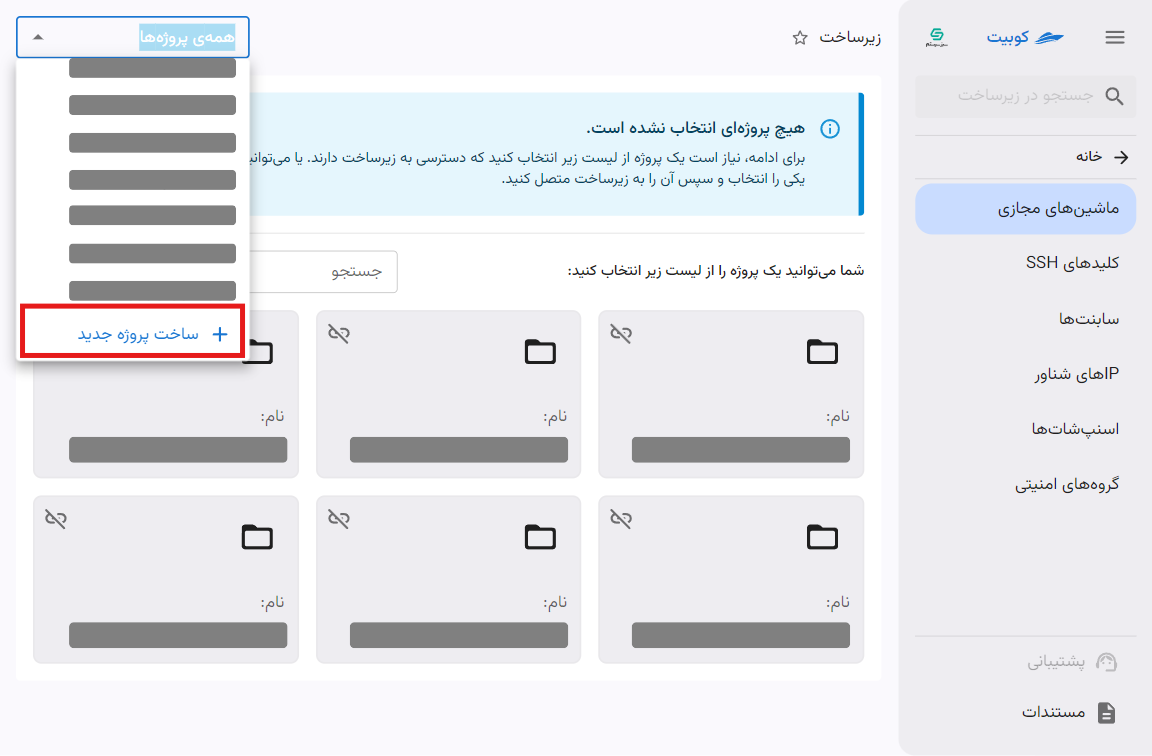 کوبیت
جستجو در زیرساخت
خانه
ماشین‌های مجازی
کلیدهای SSH
سابنت‌ها
IPهای شناور
اسنپ‌شات‌ها
گروه‌های امنیتی
پشتیبانی
مستندات
زیرساخت
همه‌ی پروژه‌ها
ساخت پروژه جدید
هیچ پروژه‌ای انتخاب نشده است.
برای ادامه، نیاز است یک پروژه از لیست زیر انتخاب کنید که دسترسی به زیرساخت دارند. یا می‌توانید
یکی را انتخاب و سپس آن را به زیرساخت متصل کنید.
شما می‌توانید یک پروژه را از لیست زیر انتخاب کنید:
جستجو
نام:
نام:
نام:
نام:
نام:
نام: